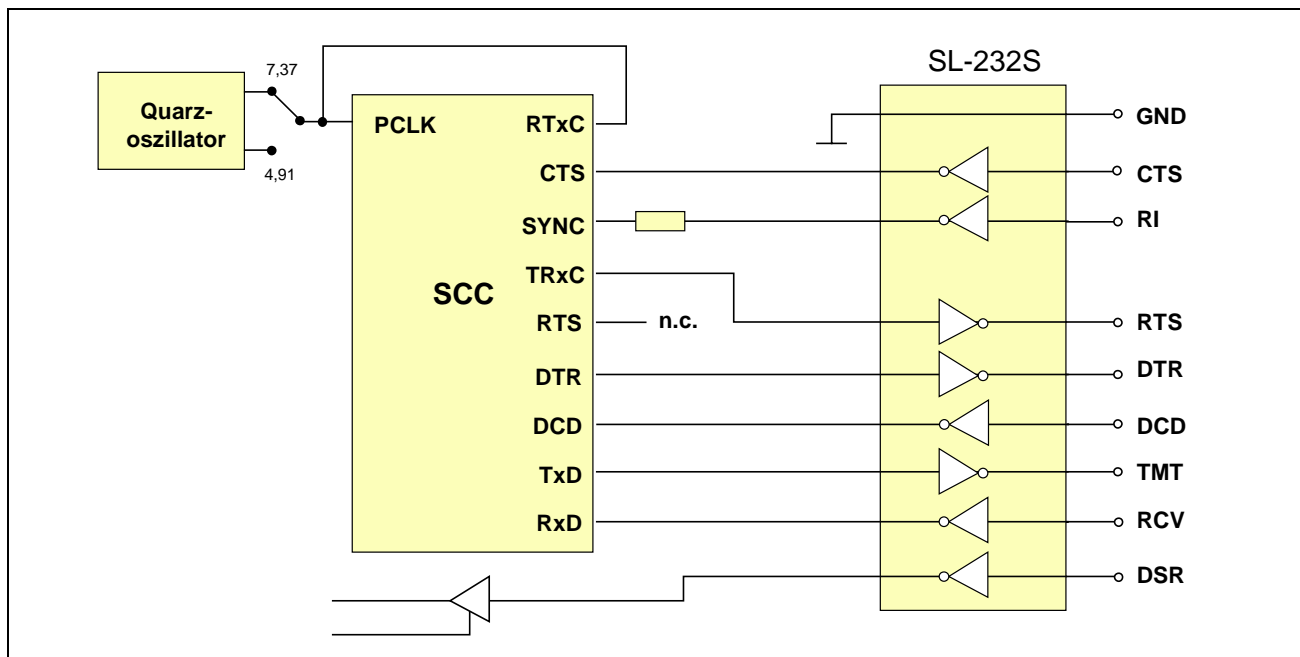 SL-232S
7,37
Quarz-
oszillator
4,91
PCLK
RTxC
GND
CTS
CTS
SYNC
RI
TRxC
SCC
RTS
n.c.
RTS
DTR
DTR
DCD
DCD
TxD
TMT
RxD
RCV
DSR